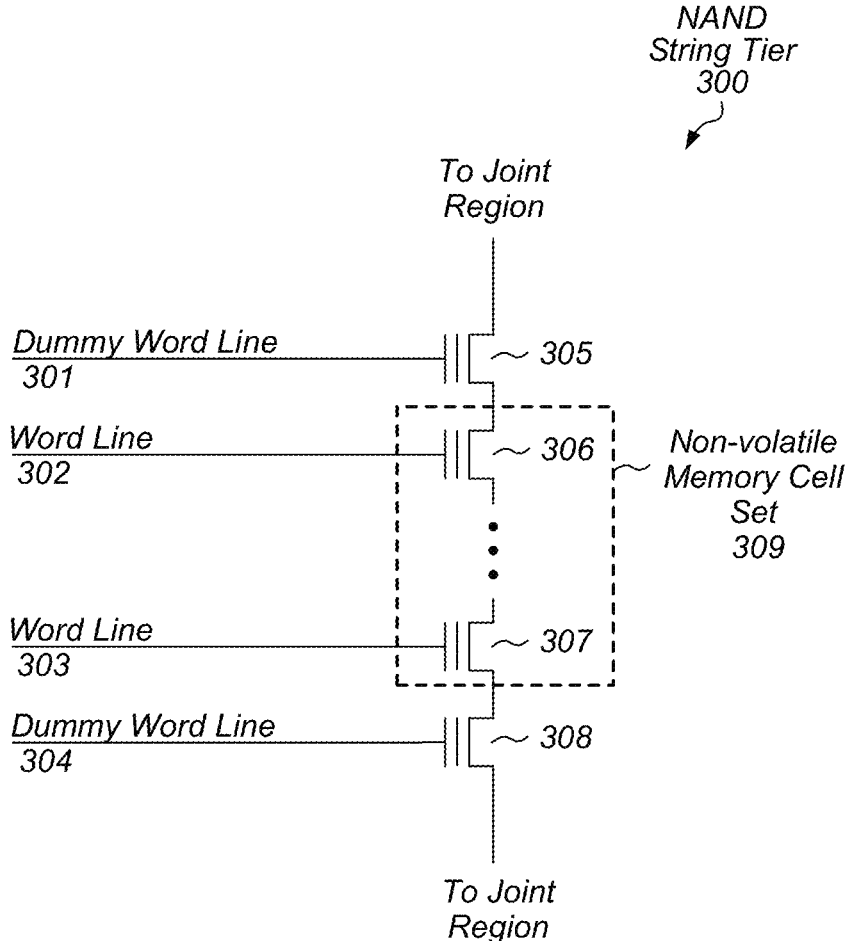 NAND
String Tier
300
To Joint
Region
Dummy Word Line
301
305
Word Line
302
306
Non-volatile
Memory Cell
Set
309
Word Line
303
307
Dummy Word Line
304
308
To Joint
Region